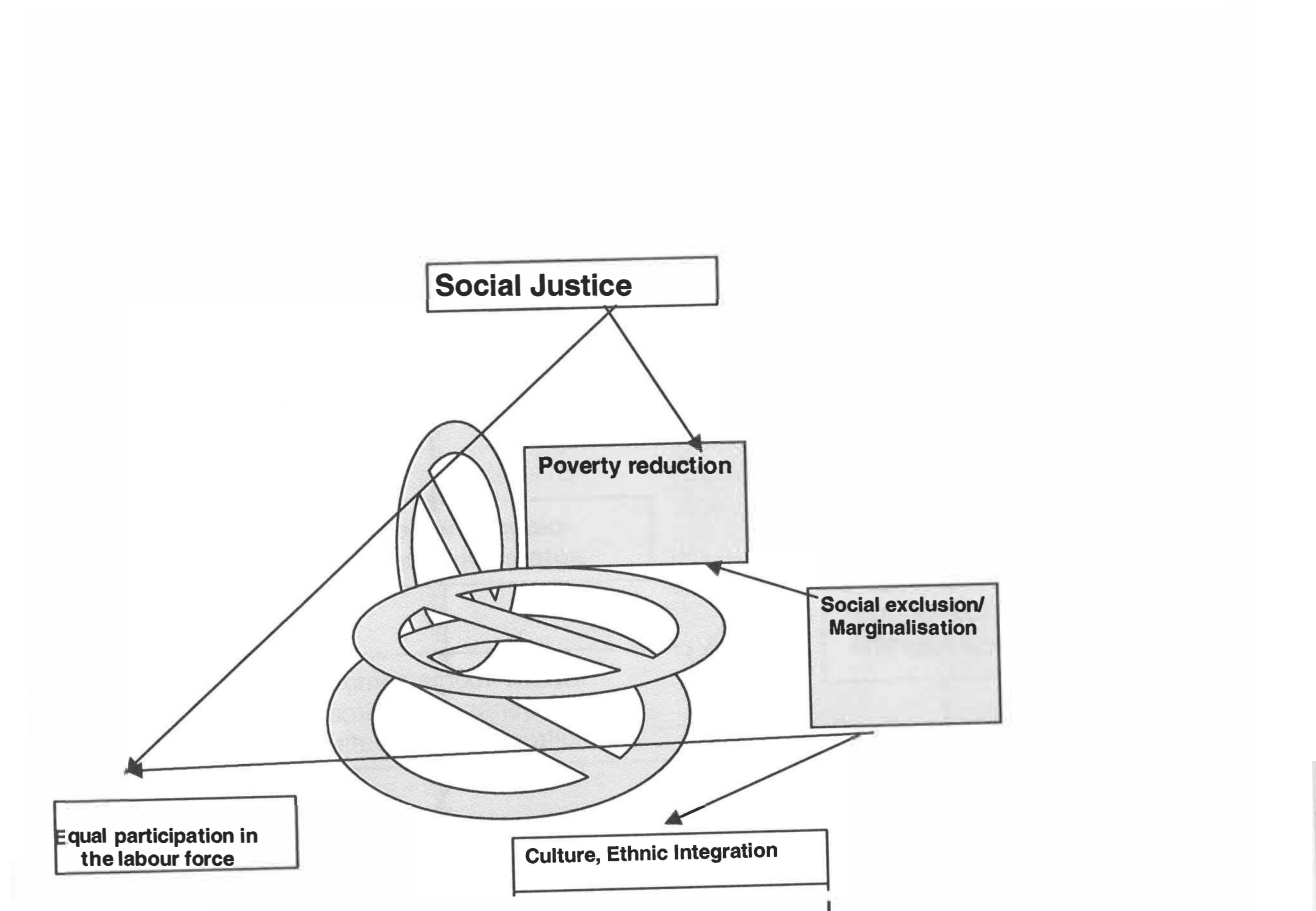 Social Justice
Poverty reduction
Social exclusion/
Marginalisation
Equal participation in
the labour force
Culture, Ethnic Integration